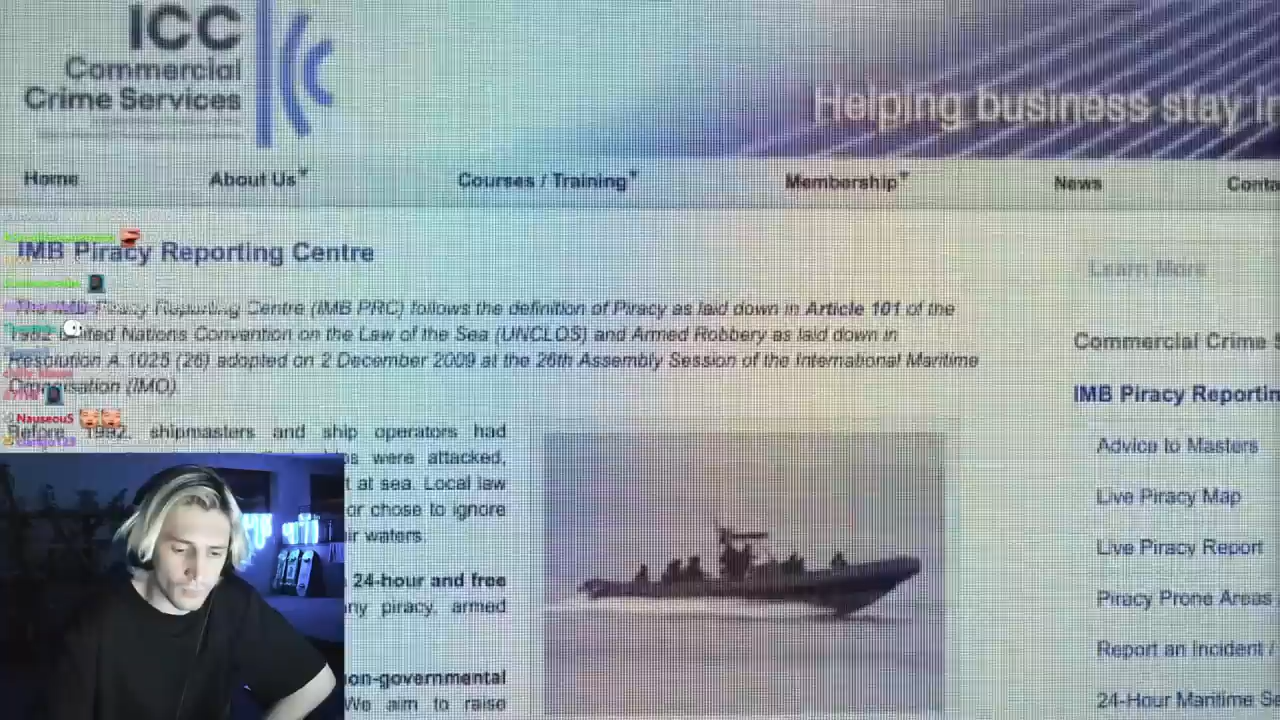 ICC
Commercial
Crime Services
Helping business stay in
Home
About Us
Courses / Training
Membership
News
Conta
IMB Piracy Reporting Centre
Learn More
The IMB Piracy Reporting Centre (IMB PRC) follows the definition of Piracy as laid down in Article 101 of the
1982 United Nations Convention on the Law of the Sea (UNCLOS) and Armed Robbery as laid down in
Resolution A.1025 (26) adopted on 2 December 2009 at the 26th Assembly Session of the International Maritime
Organisation (IMO).
Commercial Crime S
IMB Piracy Reportin
NauseouS
Before 1992, shipmasters and ship operators had
were attacked,
t at sea. Local law
or chose to ignore
ir waters.
24-hour and free
ny piracy, armed
on-governmental
We aim to raise
Advice to Masters
Live Piracy Map
Live Piracy Report
Piracy Prone Areas
Report an Incident /
24-Hour Maritime Se